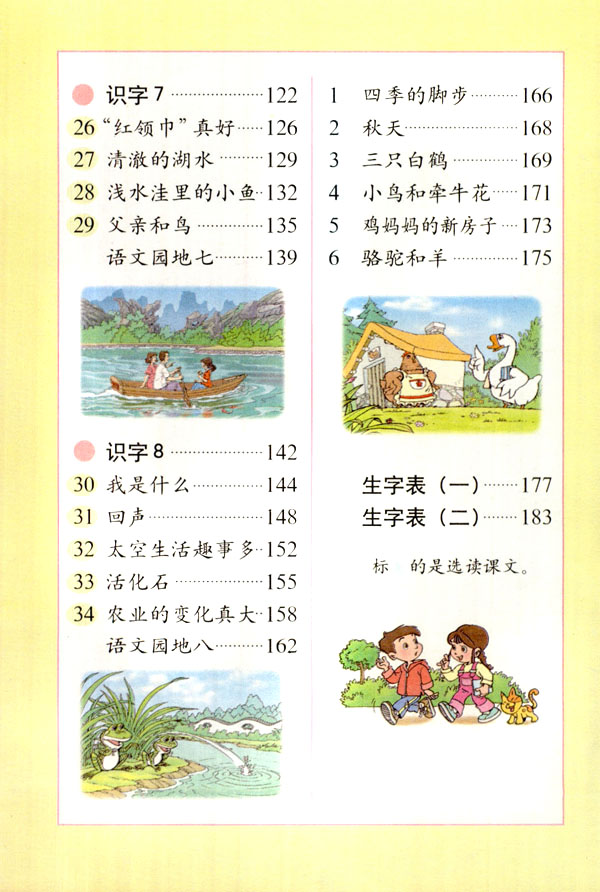 识字7 122
26 “红领巾”真好 126
27 清澈的湖水 129
28 浅水洼里的小鱼 132
29 父亲和鸟 135
语文园地七 139
识字8 142
30 我是什么 144
31 回声 148
32 太空生活趣事多 152
33 活化石 155
34 农业的变化真大 158
语文园地八 162
1 四季的脚步 166
2 秋天 168
3 三只白鹤 169
4 小鸟和牵牛花 171
5 鸡妈妈的新房子 173
6 骆驼和羊 175
生字表（一） 177
生字表（二） 183
标 的是选读课文。